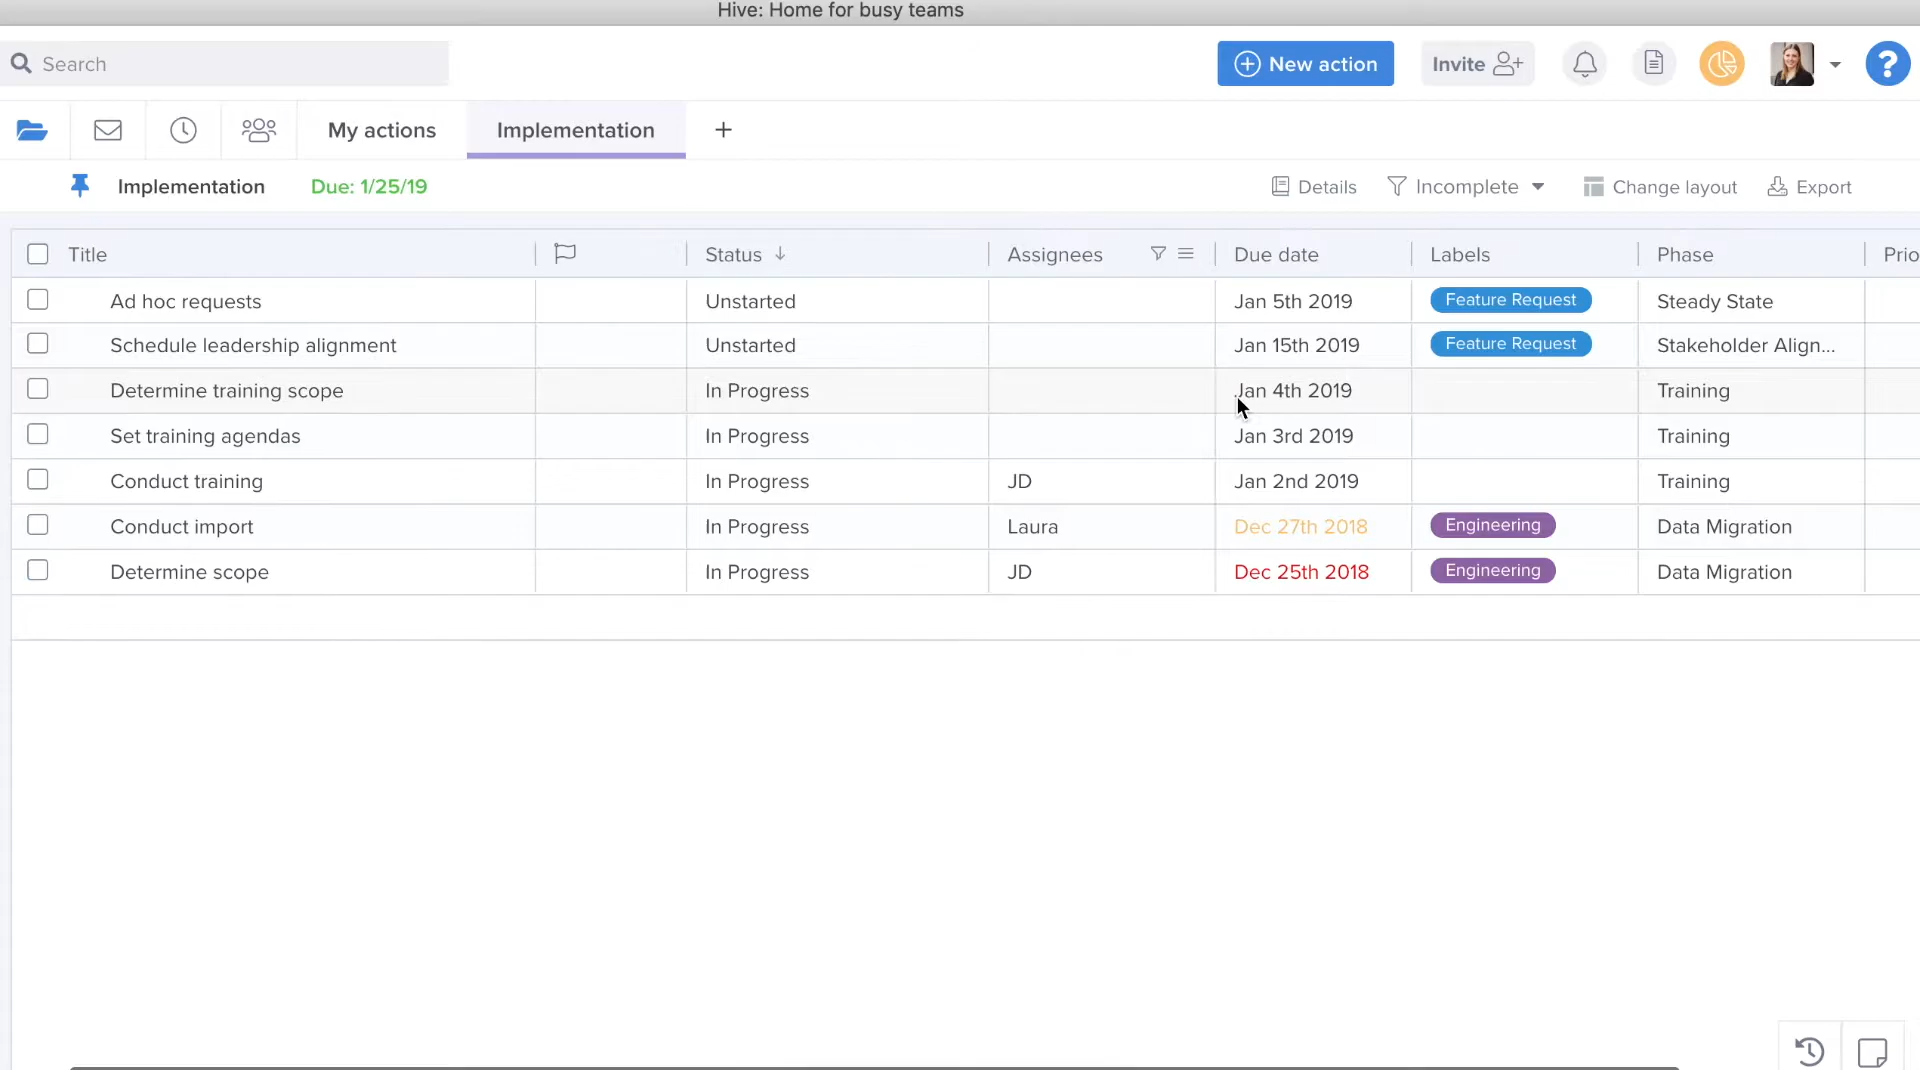 Hive: Home for busy teams
Search
New action
Invite
?
My actions
Implementation
+
Implementation
Due: 1/25/19
Details
Incomplete
Change layout
Export
Title Status Assignees Due date Labels Phase Prio
Ad hoc requests Unstarted Jan 5th 2019 Feature Request Steady State
Schedule leadership alignment Unstarted Jan 15th 2019 Feature Request Stakeholder Align...
Determine training scope In Progress Jan 4th 2019 Training
Set training agendas In Progress Jan 3rd 2019 Training
Conduct training In Progress JD Jan 2nd 2019 Training
Conduct import In Progress Laura Dec 27th 2018 Engineering Data Migration
Determine scope In Progress JD Dec 25th 2018 Engineering Data Migration